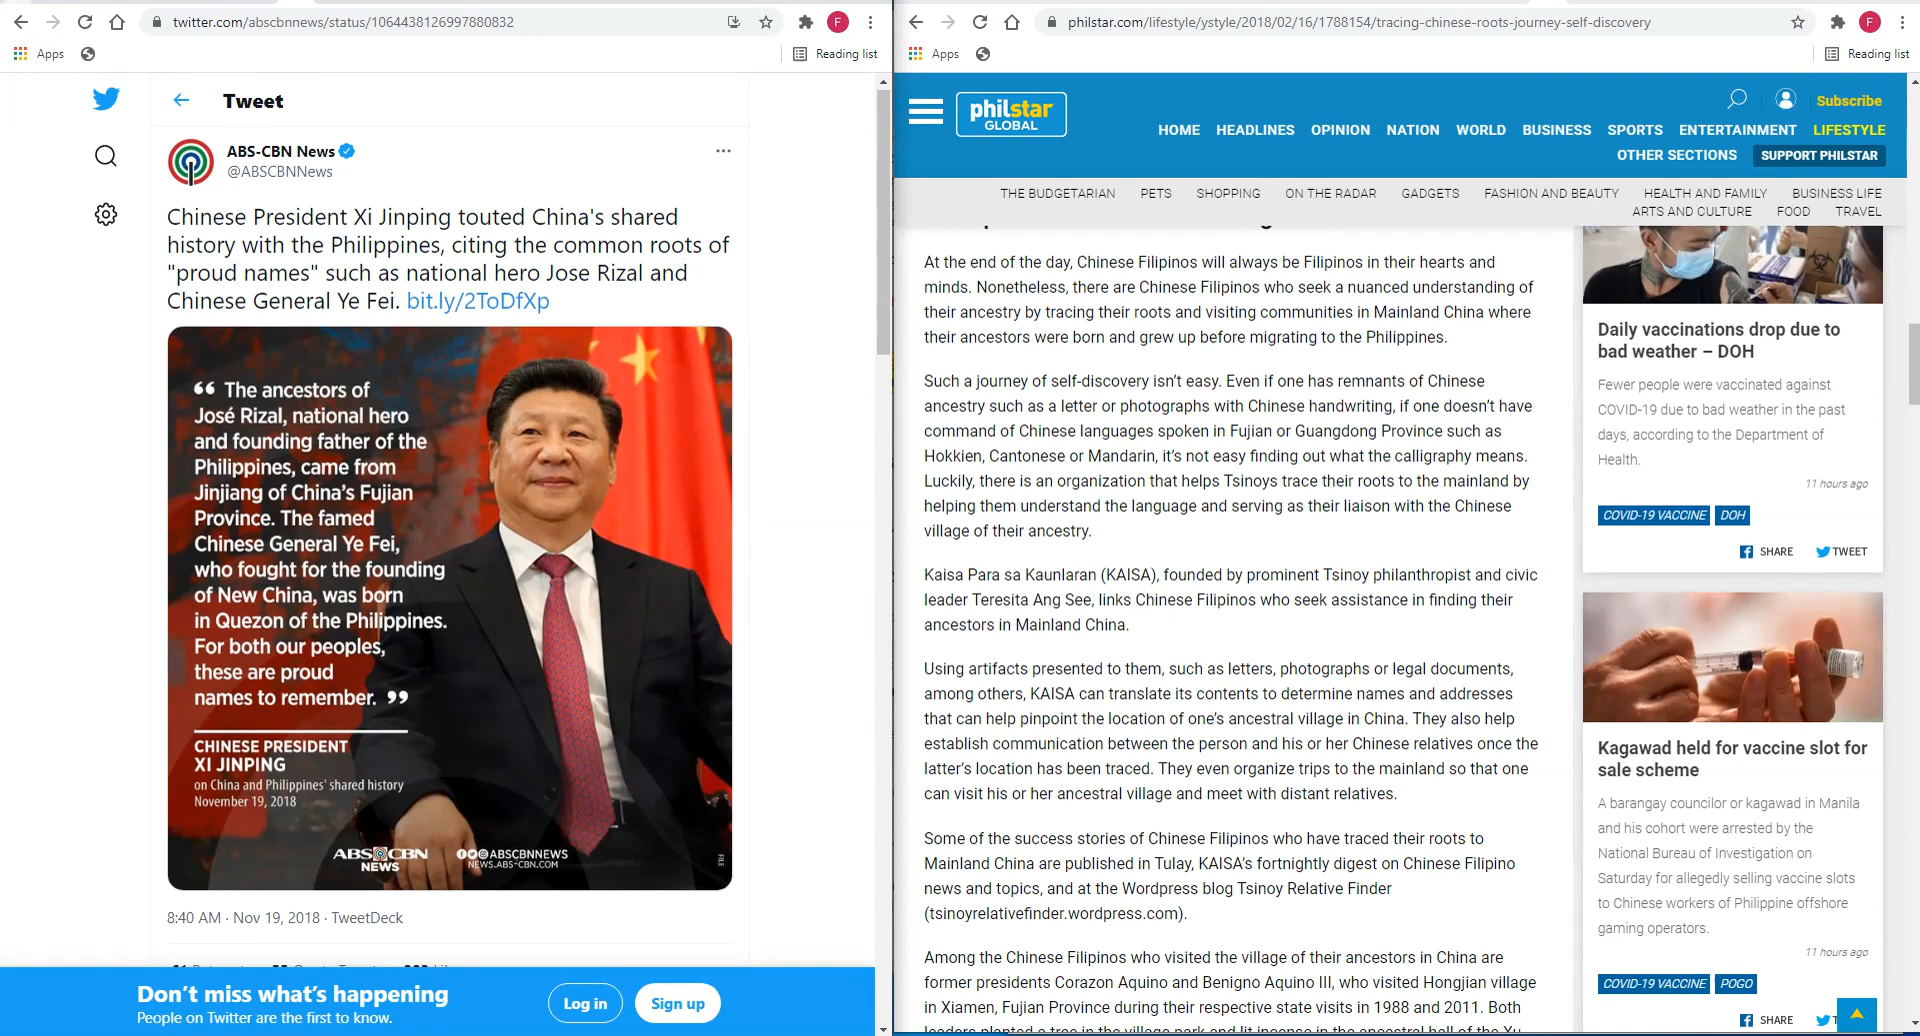 twitter.com/abscbnnews/status/1064438126997880832
F
Apps
Reading list
Tweet
ABS-CBN News
@ABSCBNNews
Chinese President Xi Jinping touted China's shared
history with the Philippines, citing the common roots of
"proud names" such as national hero Jose Rizal and
Chinese General Ye Fei. bit.ly/2ToDfXp
“ The ancestors of
José Rizal, national hero
and founding father of the
Philippines, came from
Jinjiang of China’s Fujian
Province. The famed
Chinese General Ye Fei,
who fought for the founding
of New China, was born
in Quezon of the Philippines.
For both our peoples,
these are proud
names to remember. ”
CHINESE PRESIDENT
XI JINPING
on China and Philippines' shared history
November 19, 2018
ABS-CBN
NEWS
@ABSCBNNEWS
NEWS.ABS-CBN.COM
FILE
8:40 AM · Nov 19, 2018 · TweetDeck
Don’t miss what’s happening
People on Twitter are the first to know.
Log in
Sign up
philstar.com/lifestyle/ystyle/2018/02/16/1788154/tracing-chinese-roots-journey-self-discovery
F
Apps
Reading list
philstar
GLOBAL
Subscribe
HOME HEADLINES OPINION NATION WORLD BUSINESS SPORTS ENTERTAINMENT LIFESTYLE
OTHER SECTIONS SUPPORT PHILSTAR
THE BUDGETARIAN PETS SHOPPING ON THE RADAR GADGETS FASHION AND BEAUTY HEALTH AND FAMILY BUSINESS LIFE
ARTS AND CULTURE FOOD TRAVEL
At the end of the day, Chinese Filipinos will always be Filipinos in their hearts and
minds. Nonetheless, there are Chinese Filipinos who seek a nuanced understanding of
their ancestry by tracing their roots and visiting communities in Mainland China where
their ancestors were born and grew up before migrating to the Philippines.
Such a journey of self-discovery isn’t easy. Even if one has remnants of Chinese
ancestry such as a letter or photographs with Chinese handwriting, if one doesn’t have
command of Chinese languages spoken in Fujian or Guangdong Province such as
Hokkien, Cantonese or Mandarin, it’s not easy finding out what the calligraphy means.
Luckily, there is an organization that helps Tsinoys trace their roots to the mainland by
helping them understand the language and serving as their liaison with the Chinese
village of their ancestry.
Kaisa Para sa Kaunlaran (KAISA), founded by prominent Tsinoy philanthropist and civic
leader Teresita Ang See, links Chinese Filipinos who seek assistance in finding their
ancestors in Mainland China.
Using artifacts presented to them, such as letters, photographs or legal documents,
among others, KAISA can translate its contents to determine names and addresses
that can help pinpoint the location of one’s ancestral village in China. They also help
establish communication between the person and his or her Chinese relatives once the
latter’s location has been traced. They even organize trips to the mainland so that one
can visit his or her ancestral village and meet with distant relatives.
Some of the success stories of Chinese Filipinos who have traced their roots to
Mainland China are published in Tulay, KAISA’s fortnightly digest on Chinese Filipino
news and topics, and at the Wordpress blog Tsinoy Relative Finder
(tsinoyrelativefinder.wordpress.com).
Among the Chinese Filipinos who visited the village of their ancestors in China are
former presidents Corazon Aquino and Benigno Aquino III, who visited Hongjian village
in Xiamen, Fujian Province during their respective state visits in 1988 and 2011. Both
leaders planted a tree in the village park and lit incense in the ancestral hall of the Xu
Daily vaccinations drop due to
bad weather – DOH
Fewer people were vaccinated against
COVID-19 due to bad weather in the past
days, according to the Department of
Health.
11 hours ago
COVID-19 VACCINE DOH
SHARE TWEET
Kagawad held for vaccine slot for
sale scheme
A barangay councilor or kagawad in Manila
and his cohort were arrested by the
National Bureau of Investigation on
Saturday for allegedly selling vaccine slots
to Chinese workers of Philippine offshore
gaming operators.
11 hours ago
COVID-19 VACCINE POGO
SHARE